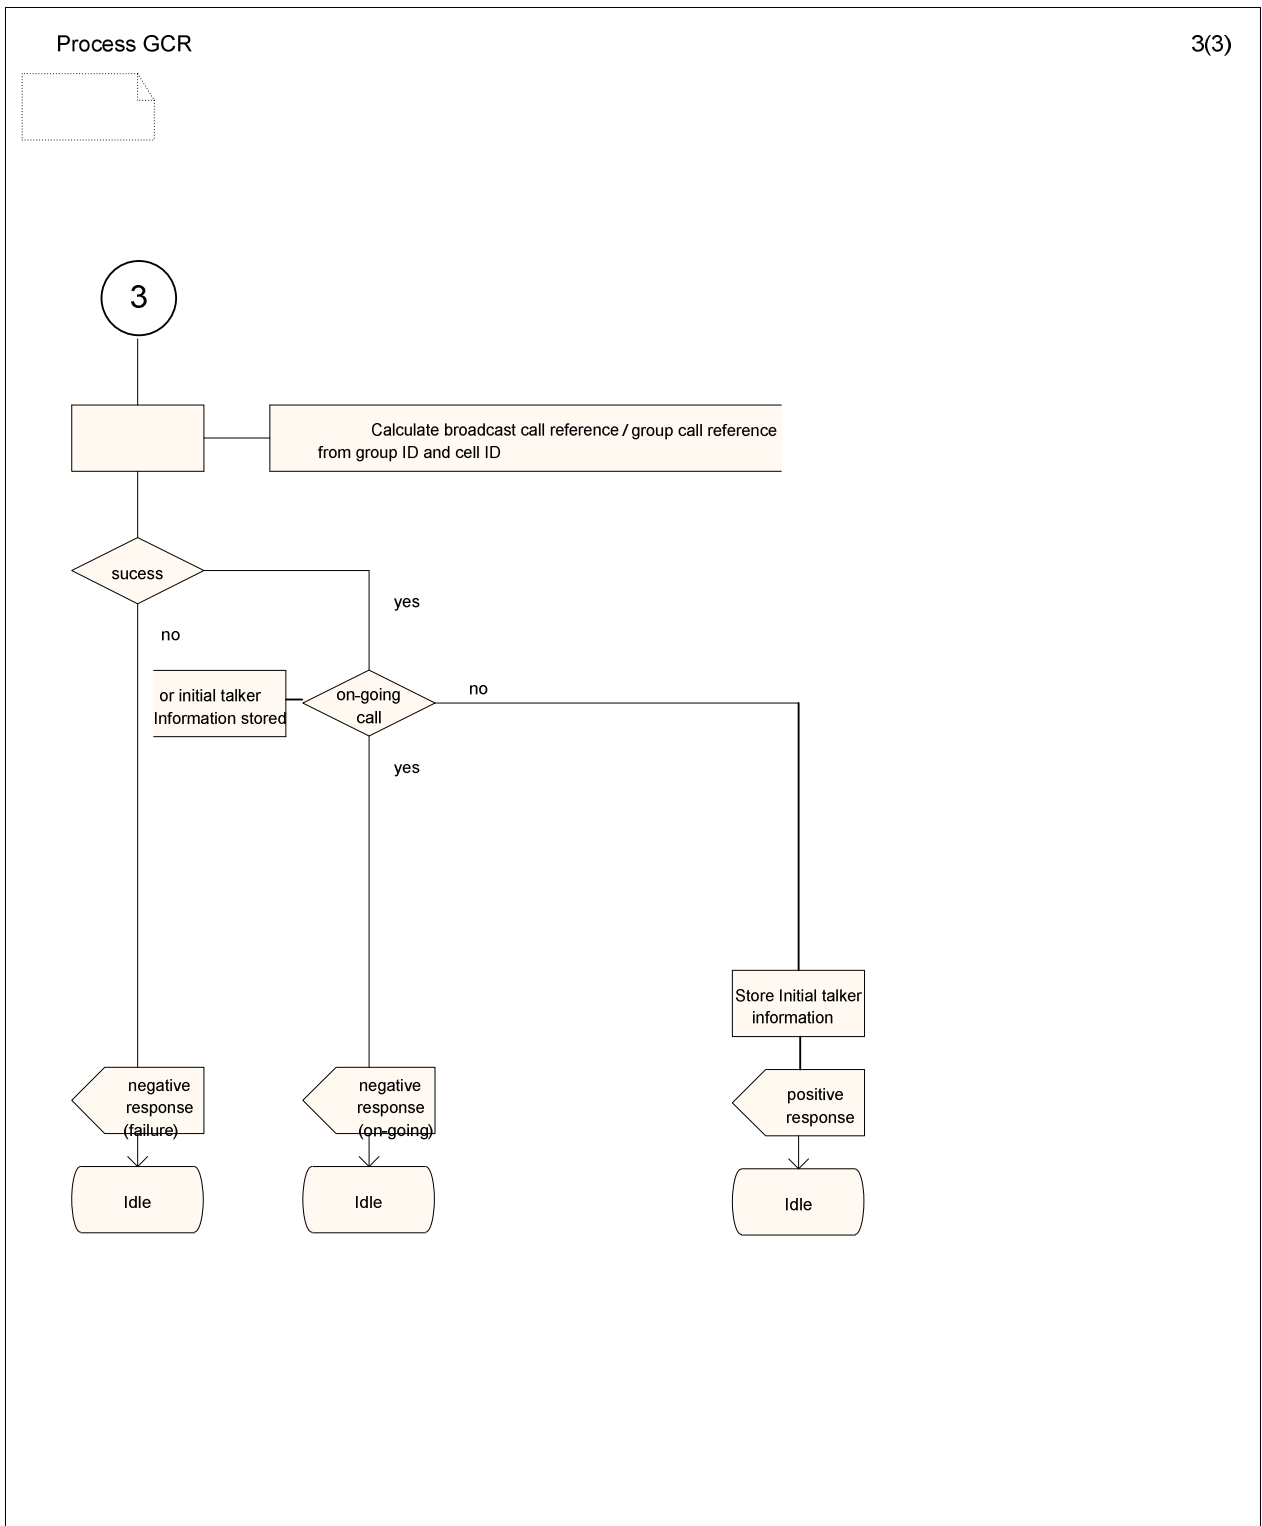 Process GCR
3(3)
3
Calculate broadcast call reference / group call reference
from group ID and cell ID
sucess
yes
no
or initial talker
Information stored
on-going
call
no
yes
Store Initial talker
information
negative
response
(failure)
negative
response
(on-going)
positive
response
Idle
Idle
Idle